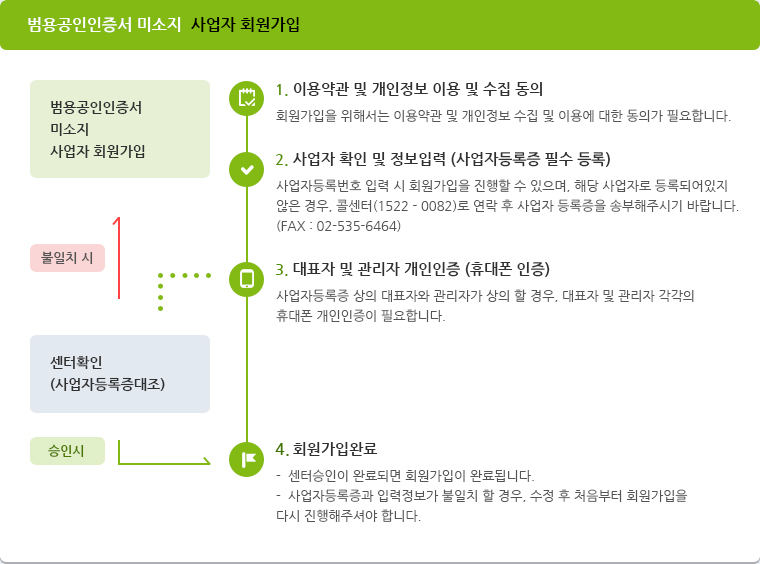 범용공인인증서 미소지 사업자 회원가입
범용공인인증서
미소지
사업자 회원가입
불일치 시
센터확인
(사업자등록증대조)
승인시
1. 이용약관 및 개인정보 이용 및 수집 동의
회원가입을 위해서는 이용약관 및 개인정보 수집 및 이용에 대한 동의가 필요합니다.
2. 사업자 확인 및 정보입력 (사업자등록증 필수 등록)
사업자등록번호 입력 시 회원가입을 진행할 수 있으며, 해당 사업자로 등록되어있지
않은 경우, 콜센터(1522 - 0082)로 연락 후 사업자 등록증을 송부해주시기 바랍니다.
(FAX : 02-535-6464)
3. 대표자 및 관리자 개인인증 (휴대폰 인증)
사업자등록증 상의 대표자와 관리자가 상의 할 경우, 대표자 및 관리자 각각의
휴대폰 개인인증이 필요합니다.
4. 회원가입완료
- 센터승인이 완료되면 회원가입이 완료됩니다.
- 사업자등록증과 입력정보가 불일치 할 경우, 수정 후 처음부터 회원가입을
다시 진행해주셔야 합니다.